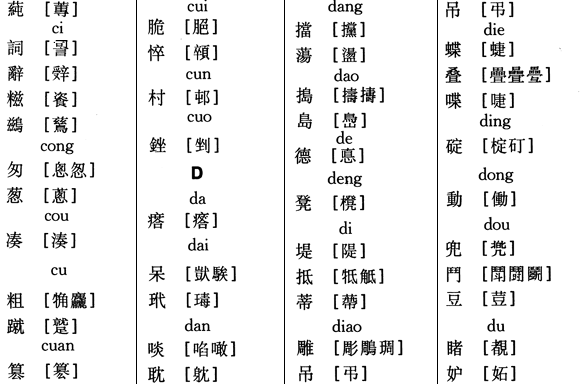 莼 [蓴]
ci
詞 [䛐]
辭 [辤]
糍 [餈]
鷀 [鶿]
cong
匆 [悤怱]
葱 [蔥]
cou
凑 [湊]
cu
粗 [觕麤]
蹴 [蹵]
cuan
篡 [簒]
cui
脆 [脃]
悴 [顇]
cun
村 [邨]
cuo
銼 [剉]
D
da
瘩 [瘩]
dai
呆 [獃騃]
玳 [瑇]
dan
啖 [啗噉]
耽 [躭]
dang
擋 [攩]
蕩 [盪]
dao
搗 [擣擣]
島 [㠀]
de
德 [惪]
deng
凳 [櫈]
di
堤 [隄]
抵 [牴觝]
蒂 [蔕]
diao
雕 [彫鵰琱]
吊 [弔]
吊 [弔]
die
蝶 [蜨]
叠 [疊疉疂]
喋 [啑]
ding
碇 [椗矴]
dong
動 [働]
dou
兜 [兠]
鬥 [鬦鬪鬭]
豆 [荳]
du
睹 [覩]
妒 [妬]